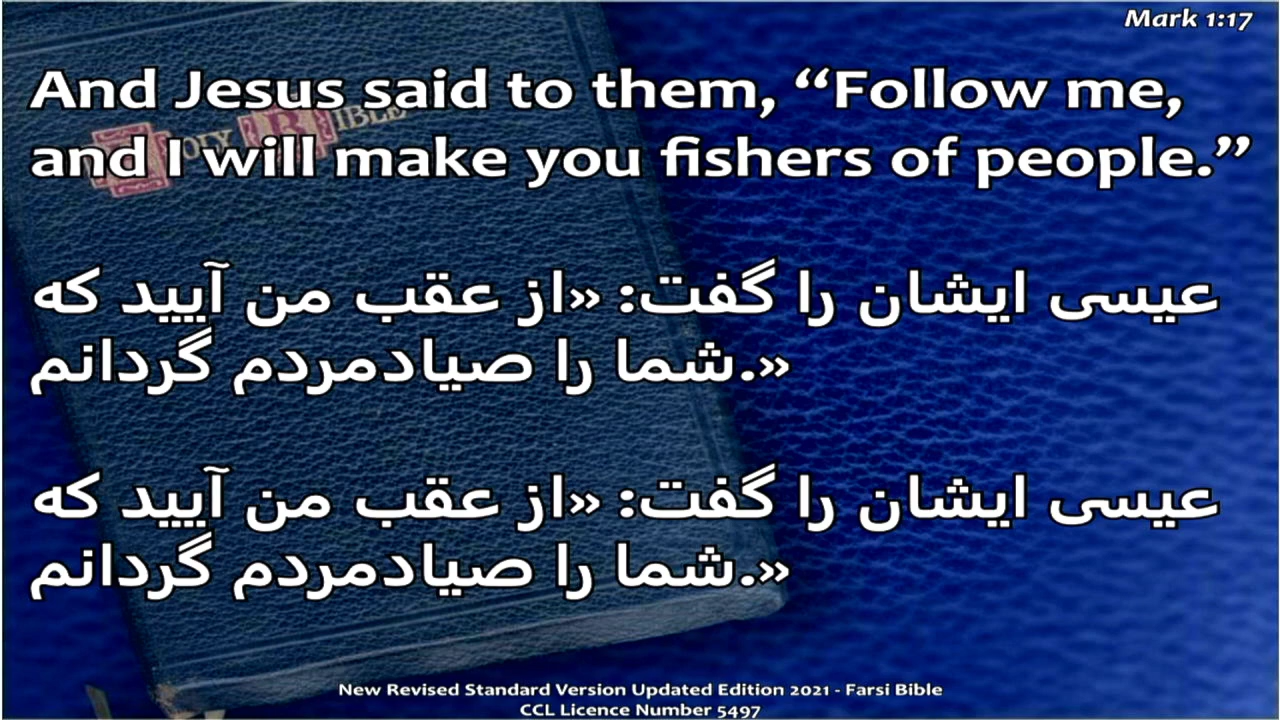 Mark 1:17
And Jesus said to them, “Follow me,
and I will make you fishers of people.”
HOLY BIBLE
عیسی ایشان را گفت: «از عقب من آیید که
شما را صیادمردم گردانم.»
عیسی ایشان را گفت: «از عقب من آیید که
شما را صیادمردم گردانم.»
New Revised Standard Version Updated Edition 2021 - Farsi Bible
CCL Licence Number 5497